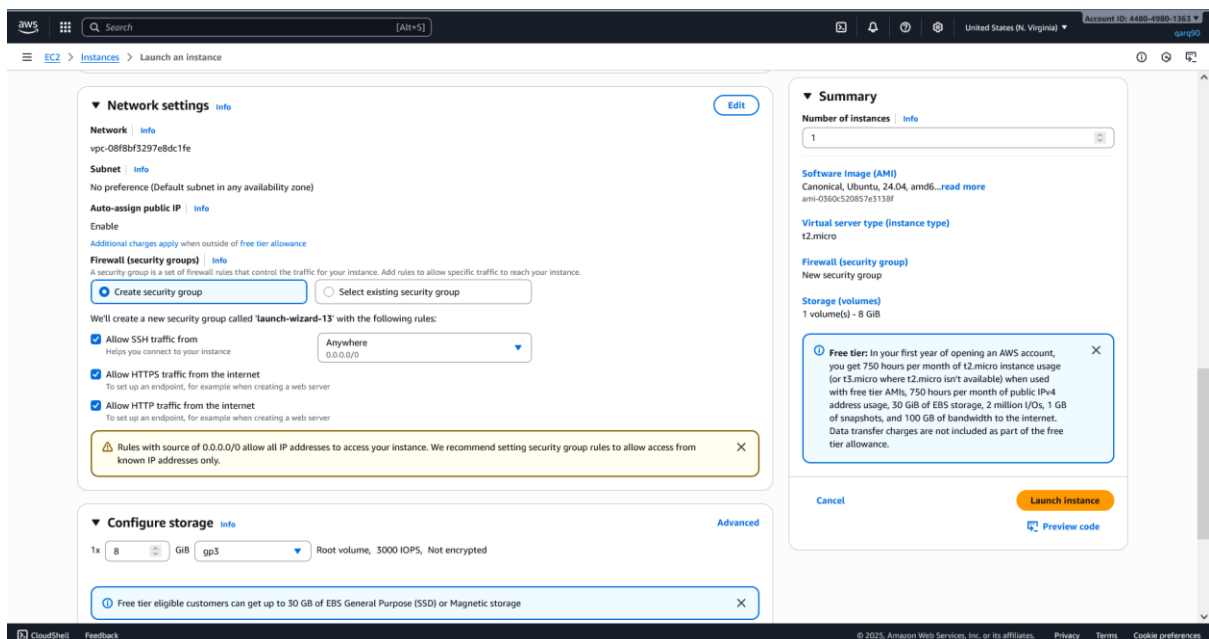 aws
Search
[Alt+S]
United States (N. Virginia)
Account ID: 4480-4980-1363
qarq90
EC2 > Instances > Launch an instance
Network settings Info
Edit
Network Info
vpc-08f8bf3297e8dc1fe
Subnet Info
No preference (Default subnet in any availability zone)
Auto-assign public IP Info
Enable
Additional charges apply when outside of free tier allowance
Firewall (security groups) Info
A security group is a set of firewall rules that control the traffic for your instance. Add rules to allow specific traffic to reach your instance.
Create security group
Select existing security group
We'll create a new security group called 'launch-wizard-13' with the following rules:
Allow SSH traffic from
Helps you connect to your instance
Anywhere
0.0.0.0/0
Allow HTTPS traffic from the internet
To set up an endpoint, for example when creating a web server
Allow HTTP traffic from the internet
To set up an endpoint, for example when creating a web server
Rules with source of 0.0.0.0/0 allow all IP addresses to access your instance. We recommend setting security group rules to allow access from
known IP addresses only.
Configure storage Info
Advanced
1x 8 GiB gp3 Root volume, 3000 IOPS, Not encrypted
Free tier eligible customers can get up to 30 GB of EBS General Purpose (SSD) or Magnetic storage
Summary
Number of instances Info
1
Software Image (AMI)
Canonical, Ubuntu, 24.04, amd6...read more
ami-0360c520857e3138f
Virtual server type (instance type)
t2.micro
Firewall (security group)
New security group
Storage (volumes)
1 volume(s) - 8 GiB
Free tier: In your first year of opening an AWS account,
you get 750 hours per month of t2.micro instance usage
(or t3.micro where t2.micro isn't available) when used
with free tier AMIs, 750 hours per month of public IPv4
address usage, 30 GiB of EBS storage, 2 million I/Os, 1 GB
of snapshots, and 100 GB of bandwidth to the internet.
Data transfer charges are not included as part of the free
tier allowance.
Cancel
Launch instance
Preview code
CloudShell Feedback
© 2025, Amazon Web Services, Inc. or its affiliates. Privacy Terms Cookie preferences